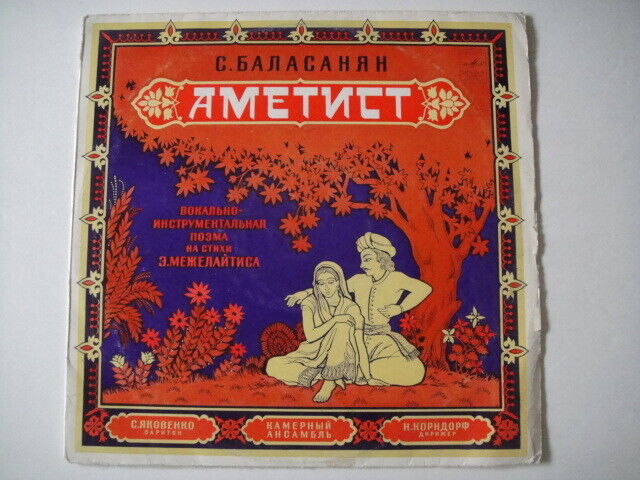 С.БАЛАСАНЯН
АМЕТИСТ
ВОКАЛЬНО-
ИНСТРУМЕНТАЛЬНАЯ
ПОЭМА
НА СТИХИ
Э.МЕЖЕЛАЙТИСА
С.ЯКОВЕНКО
БАРИТОН
КАМЕРНЫЙ
АНСАМБЛЬ
Н.КОРНДОРФ
ДИРИЖЕР